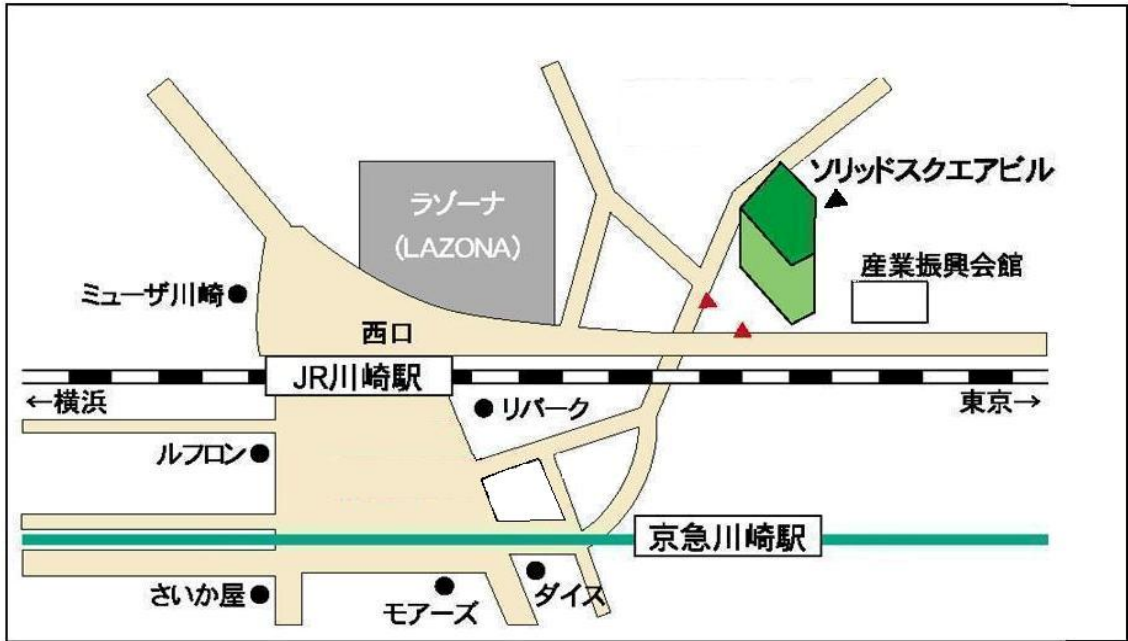 ソリッドスクエアビル
ラゾーナ
(LAZONA)
産業振興会館
ミューザ川崎
西口
JR川崎駅
←横浜
リバーク
東京→
ルフロン
京急川崎駅
さいか屋
モアーズ
ダイス